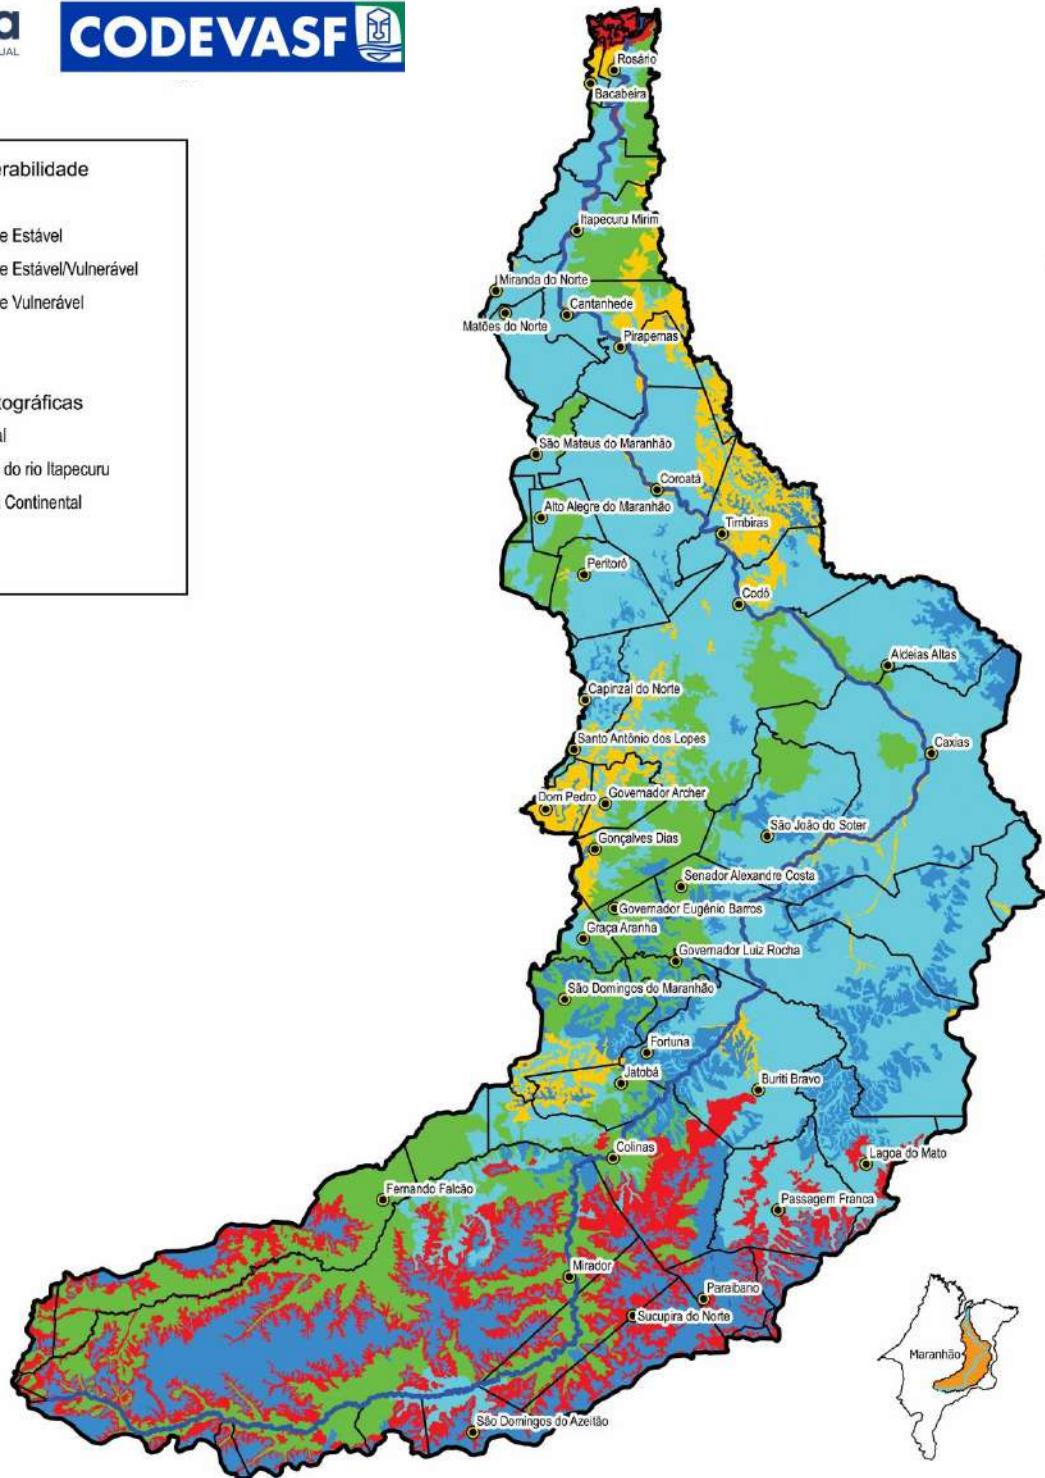 a
UAL
CODEVASF
erabilidade
e Estável
e Estável/Vulnerável
e Vulnerável
tográficas
al
do rio Itapecuru
Continental
Rosário
Bacabeira
Itapecuru Mirim
Miranda do Norte
Cantanhede
Matões do Norte
Pirapemas
São Mateus do Maranhão
Coroatá
Alto Alegre do Maranhão
Timbiras
Peritoró
Codó
Aldeias Altas
Capinzal do Norte
Santo Antônio dos Lopes
Caxias
Dom Pedro
Governador Archer
São João do Soter
Gonçalves Dias
Senador Alexandre Costa
Governador Eugênio Barros
Graça Aranha
Governador Luiz Rocha
São Domingos do Maranhão
Fortuna
Jatobá
Buriti Bravo
Colinas
Lagoa do Mato
Fernando Falcão
Passagem Franca
Mirador
Paraibano
Sucupira do Norte
Maranhão
São Domingos do Azeitão